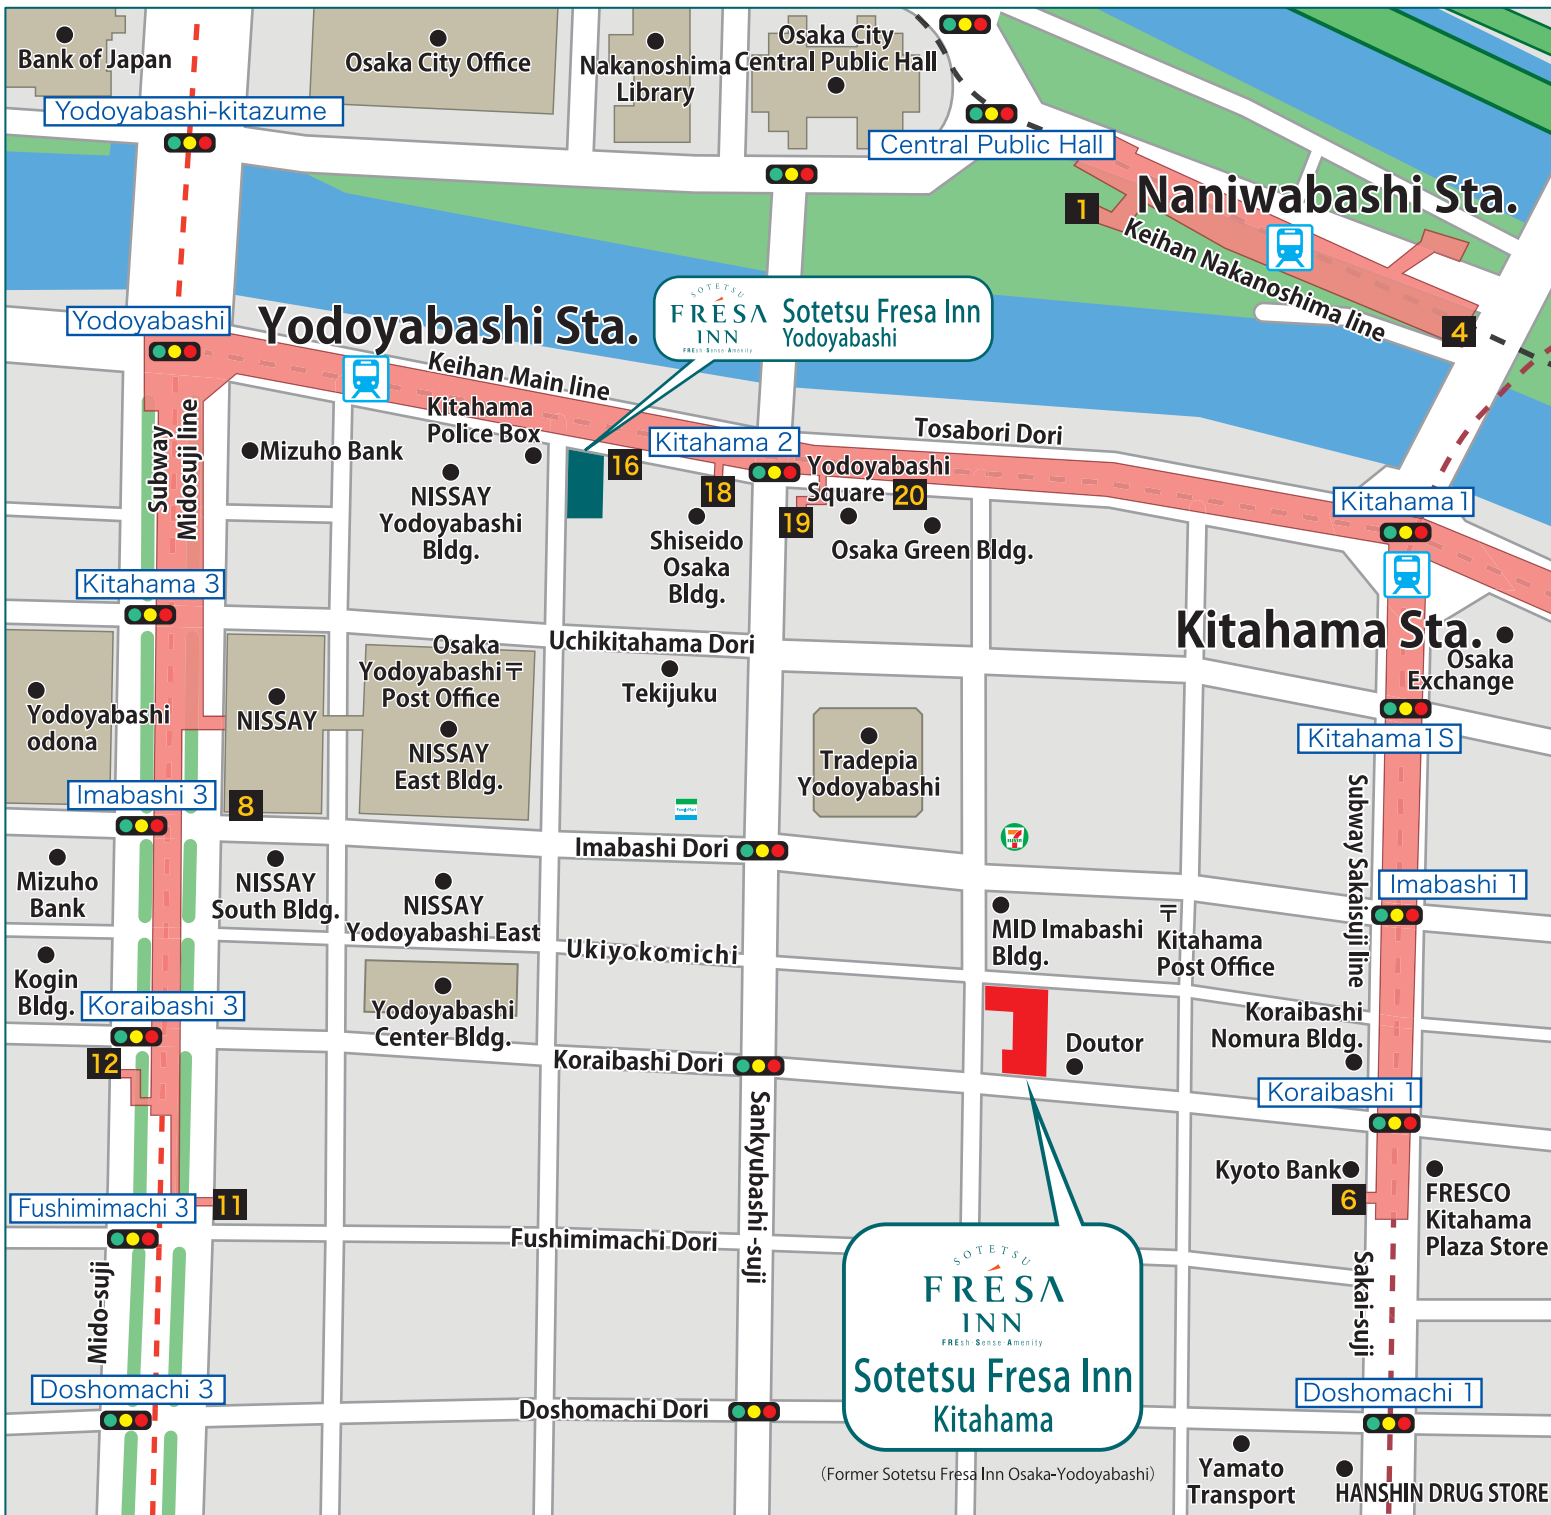 Bank of Japan
Osaka City Office
Nakanoshima
Library
Osaka City
Central Public Hall
Yodoyabashi-kitazume
Central Public Hall
Naniwabashi Sta.
1
Keihan Nakanoshima line
4
Yodoyabashi
Yodoyabashi Sta.
SOTETSU
FRÉSA
INN
FREsh·Sense·Amenity
Sotetsu Fresa Inn
Yodoyabashi
Keihan Main line
Subway
Midosuji line
Mizuho Bank
Kitahama
Police Box
NISSAY
Yodoyabashi
Bldg.
16
Kitahama 2
18
Tosabori Dori
Yodoyabashi
Square
20
19
Shiseido
Osaka
Bldg.
Osaka Green Bldg.
Kitahama 1
Kitahama Sta.
Osaka
Exchange
Kitahama 3
Uchikitahama Dori
Osaka
Yodoyabashi 〒
Post Office
Tekijuku
Yodoyabashi
odona
NISSAY
NISSAY
East Bldg.
Tradepia
Yodoyabashi
Kitahama1S
Imabashi 3
8
FamilyMart
7
ELEVEN
Subway Sakaisuji line
Imabashi Dori
Mizuho
Bank
NISSAY
South Bldg.
NISSAY
Yodoyabashi East
Imabashi 1
MID Imabashi
Bldg.
〒
Kitahama
Post Office
Ukiyokomichi
Kogin
Bldg.
Koraibashi 3
Yodoyabashi
Center Bldg.
Koraibashi
Nomura Bldg.
Doutor
12
Koraibashi Dori
Koraibashi 1
Sankyubashi -suji
Kyoto Bank
6
FRESCO
Kitahama
Plaza Store
Fushimimachi 3
11
Fushimimachi Dori
Mido-suji
Sakai-suji
SOTETSU
FRÉSA
INN
FREsh·Sense·Amenity
Sotetsu Fresa Inn
Kitahama
(Former Sotetsu Fresa Inn Osaka-Yodoyabashi)
Doshomachi 3
Doshomachi Dori
Doshomachi 1
Yamato
Transport
HANSHIN DRUG STORE